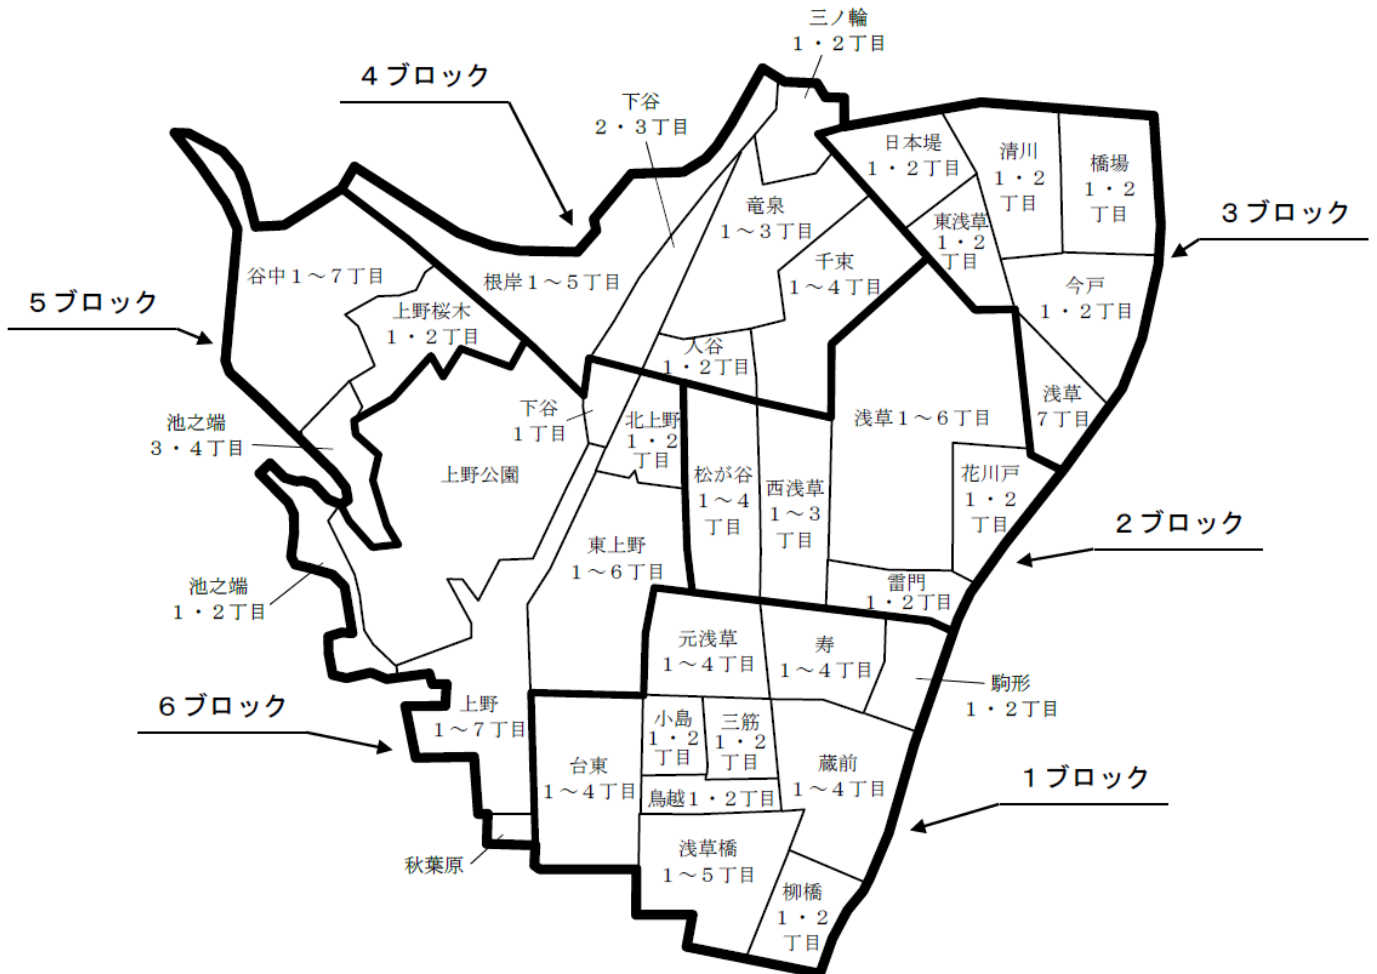 三ノ輪
1・2丁目
4ブロック
下谷
2・3丁目
日本堤
1・2丁目
清川
1・2
丁目
橋場
1・2
丁目
竜泉
1~3丁目
東浅草
1・2
丁目
3ブロック
谷中1~7丁目
根岸1~5丁目
千束
1~4丁目
今戸
1・2丁目
5ブロック
上野桜木
1・2丁目
入谷
1・2丁目
池之端
3・4丁目
下谷
1丁目
北上野
1・2
丁目
浅草1~6丁目
浅草
7丁目
上野公園
松が谷
1~4
丁目
西浅草
1~3
丁目
花川戸
1・2
丁目
2ブロック
東上野
1~6丁目
池之端
1・2丁目
雷門
1・2丁目
元浅草
1~4丁目
寿
1~4丁目
駒形
1・2丁目
6ブロック
上野
1~7丁目
小島
1・2
丁目
三筋
1・2
丁目
台東
1~4丁目
蔵前
1~4丁目
1ブロック
鳥越1・2丁目
秋葉原
浅草橋
1~5丁目
柳橋
1・2
丁目